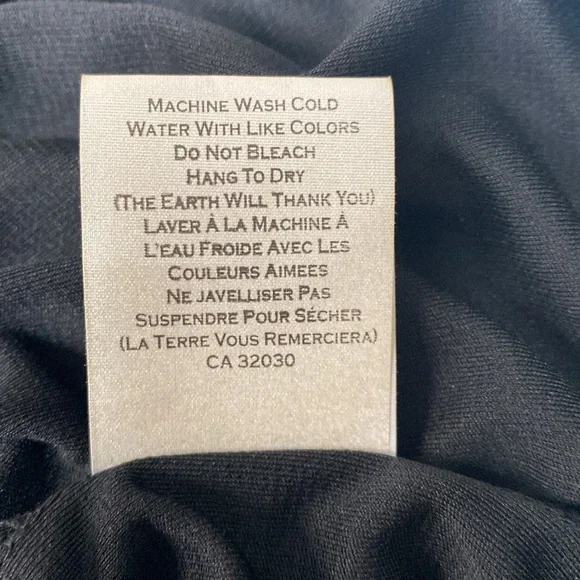 Machine Wash Cold
Water With Like Colors
Do Not Bleach
Hang To Dry
(The Earth Will Thank You)
Laver À La Machine À
L'eau Froide Avec Les
Couleurs Aimees
Ne javelliser Pas
Suspendre Pour Sécher
(La Terre Vous Remerciera)
CA 32030